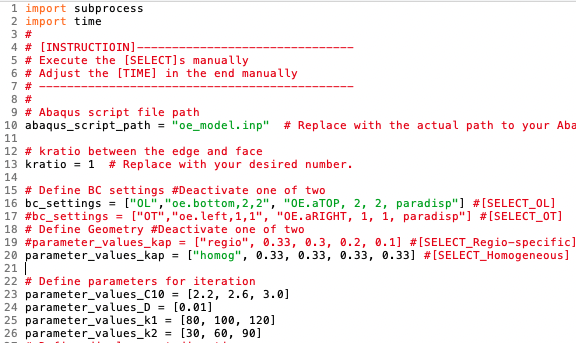 1 import subprocess
2 import time
3 #
4 # [INSTRUCTIOIN]-------------------------------
5 # Execute the [SELECT]s manually
6 # Adjust the [TIME] in the end manually
7 # ---------------------------------------------
8 #
9 # Abaqus script file path
10 abaqus_script_path = "oe_model.inp"  # Replace with the actual path to your Aba
11
12 # kratio between the edge and face
13 kratio = 1  # Replace with your desired number.
14
15 # Define BC settings #Deactivate one of two
16 bc_settings = ["OL","oe.bottom,2,2", "OE.aTOP, 2, 2, paradisp"] #[SELECT_OL]
17 #bc_settings = ["OT","oe.left,1,1", "OE.aRIGHT, 1, 1, paradisp"] #[SELECT_OT]
18 # Define Geometry #Deactivate one of two
19 #parameter_values_kap = ["regio", 0.33, 0.3, 0.2, 0.1] #[SELECT_Regio-specific]
20 parameter_values_kap = ["homog", 0.33, 0.33, 0.33, 0.33] #[SELECT_Homogeneous]
21
22 # Define parameters for iteration
23 parameter_values_C10 = [2.2, 2.6, 3.0]
24 parameter_values_D = [0.01]
25 parameter_values_k1 = [80, 100, 120]
26 parameter_values_k2 = [30, 60, 90]